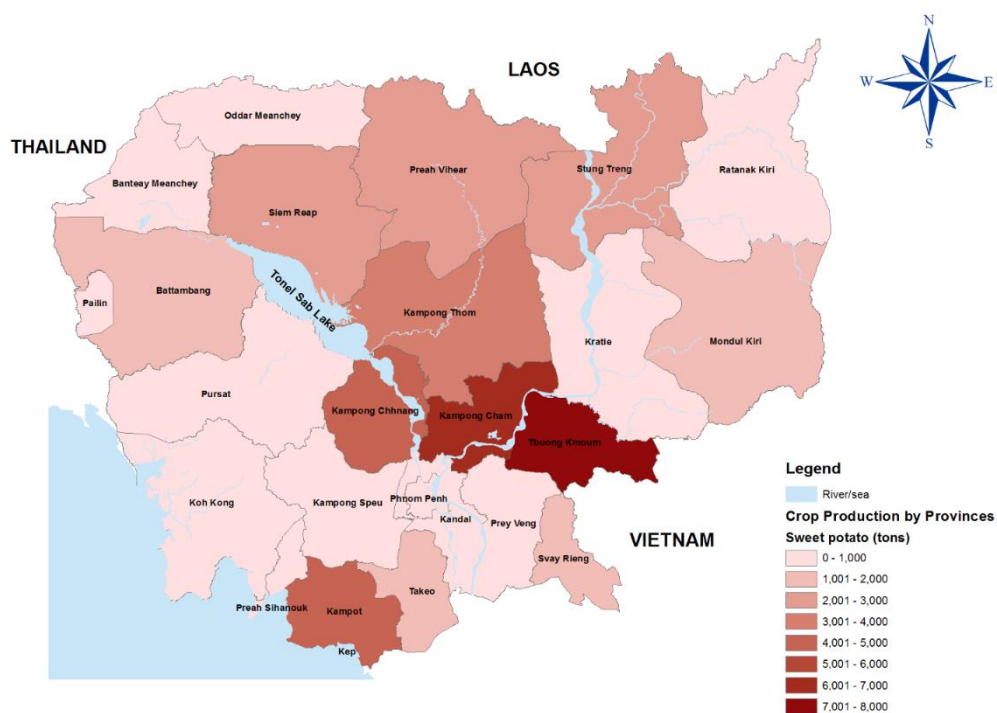 N
W
E
S
LAOS
THAILAND
Oddar Meanchey
Banteay Meanchey
Preah Vihear
Stung Treng
Ratanak Kiri
Siem Reap
Battambang
Pailin
Tonel Sab Lake
Kampong Thom
Kratie
Mondul Kiri
Pursat
Kampong Chhnang
Kampong Cham
Tbuong Kmoum
Koh Kong
Kampong Speu
Phnom Penh
Kandal
Prey Veng
Svay Rieng
VIETNAM
Takeo
Preah Sihanouk
Kampot
Kep
Legend
River/sea
Crop Production by Provinces
Sweet potato (tons)
0 - 1,000
1,001 - 2,000
2,001 - 3,000
3,001 - 4,000
4,001 - 5,000
5,001 - 6,000
6,001 - 7,000
7,001 - 8,000